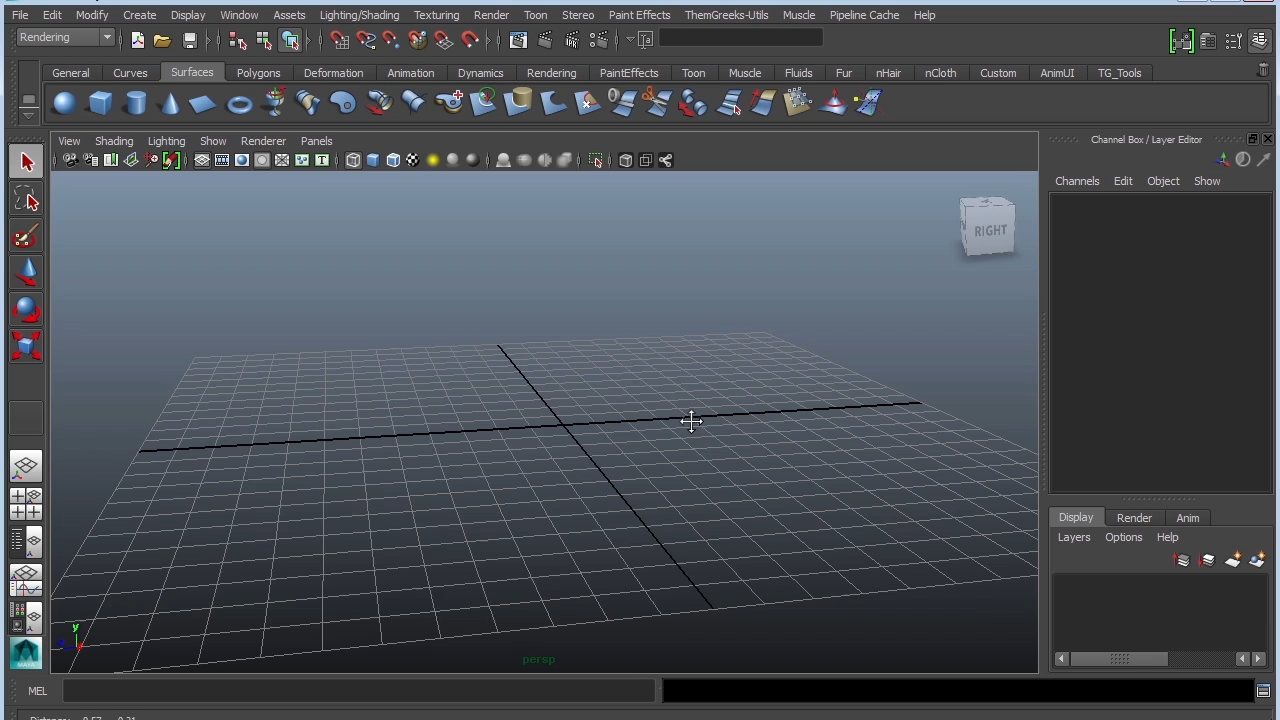 File Edit Modify Create Display Window Assets Lighting/Shading Texturing Render Toon Stereo Paint Effects ThemGreeks-Utils Muscle Pipeline Cache Help
Rendering
General Curves Surfaces Polygons Deformation Animation Dynamics Rendering PaintEffects Toon Muscle Fluids Fur nHair nCloth Custom AnimUI TG_Tools
View Shading Lighting Show Renderer Panels
Channel Box / Layer Editor
Channels Edit Object Show
RIGHT
Display Render Anim
Layers Options Help
y
persp
MEL